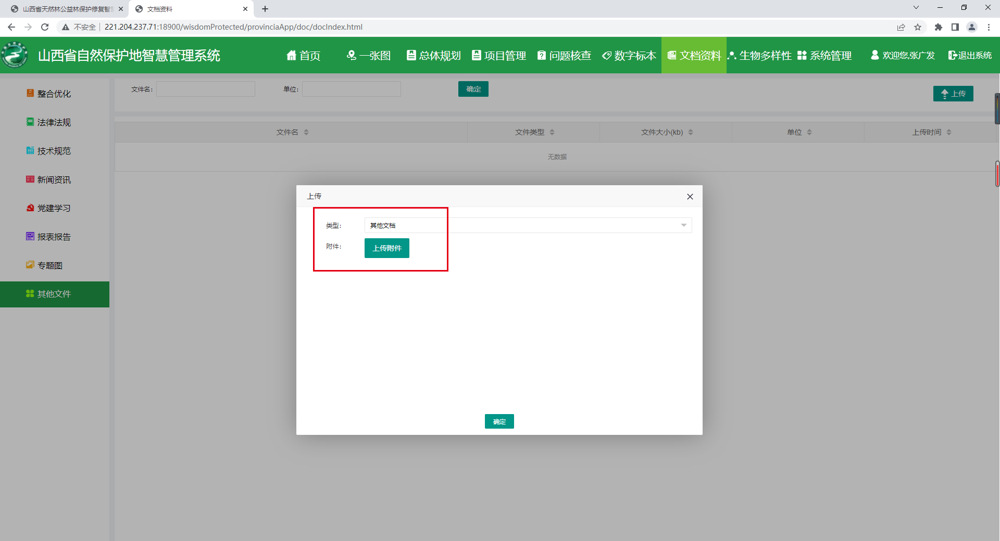 山西省天然林公益林保护修复智
文档资料
不安全 221.204.237.71:18900/wisdomProtected/provinciaApp/doc/docIndex.html
山西省自然保护地智慧管理系统
首页 一张图 总体规划 项目管理 问题核查 数字标本 文档资料 生物多样性 系统管理 欢迎您,张广发 退出系统
整合优化
法律法规
技术规范
新闻资讯
党建学习
报表报告
专题图
其他文件
文件名: 单位: 确定 上传
文件名 文件类型 文件大小(kb) 单位 上传时间
无数据
上传
类型: 其他文档
附件: 上传附件
确定